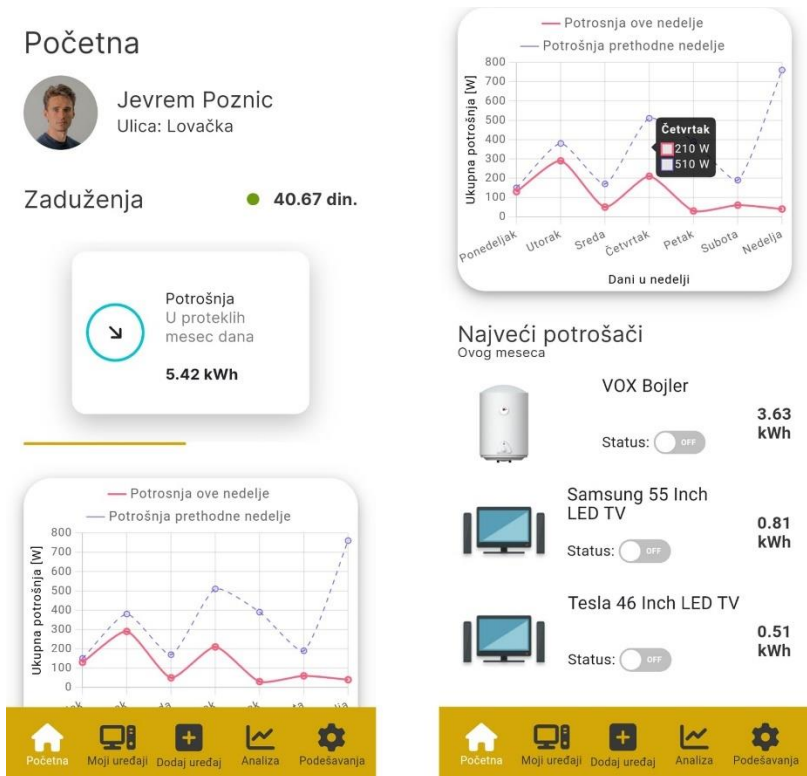 Početna
Jevrem Poznic
Ulica: Lovačka
Zaduženja
40.67 din.
Potrošnja
U proteklih
mesec dana
5.42 kWh
Potrosnja ove nedelje
Potrošnja prethodne nedelje
Ukupna potrošnja [W]
800
700
600
500
400
300
200
100
0
Početna
Moji uređaji
Dodaj uređaj
Analiza
Podešavanja
Potrosnja ove nedelje
Potrošnja prethodne nedelje
Ukupna potrošnja [W]
800
700
600
500
400
300
200
100
0
Četvrtak
210 W
510 W
Ponedeljak
Utorak
Sreda
Četvrtak
Petak
Subota
Nedelja
Dani u nedelji
Najveći potrošači
Ovog meseca
VOX Bojler
Status: OFF
3.63
kWh
Samsung 55 Inch
LED TV
Status: OFF
0.81
kWh
Tesla 46 Inch LED TV
Status: OFF
0.51
kWh
Početna
Moji uređaji
Dodaj uređaj
Analiza
Podešavanja